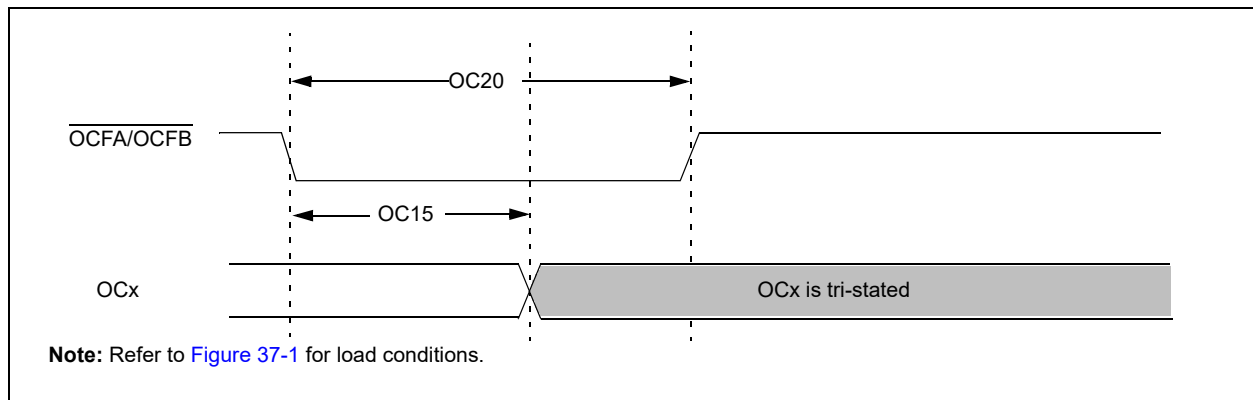 OC20
OCFA/OCFB
OC15
OCx
OCx is tri-stated
Note: Refer to Figure 37-1 for load conditions.